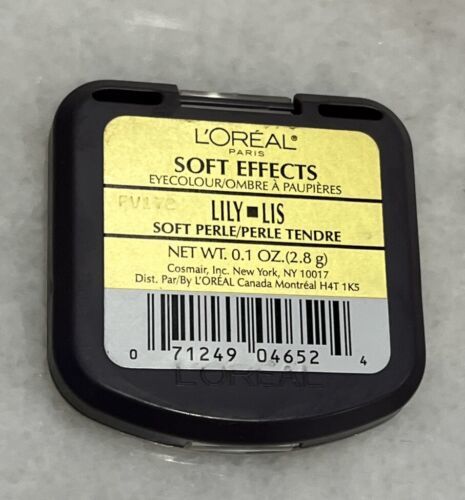 L'ORÉAL®
PARIS
SOFT EFFECTS
EYECOLOUR/OMBRE À PAUPIÈRES
LILY■LIS
SOFT PERLE/PERLE TENDRE
NET WT. 0.1 OZ.(2.8 g)
Cosmair, Inc. New York, NY 10017
Dist. Par/By L'ORÉAL Canada Montréal H4T 1K5
0 71249 04652 4
L'ORÉAL